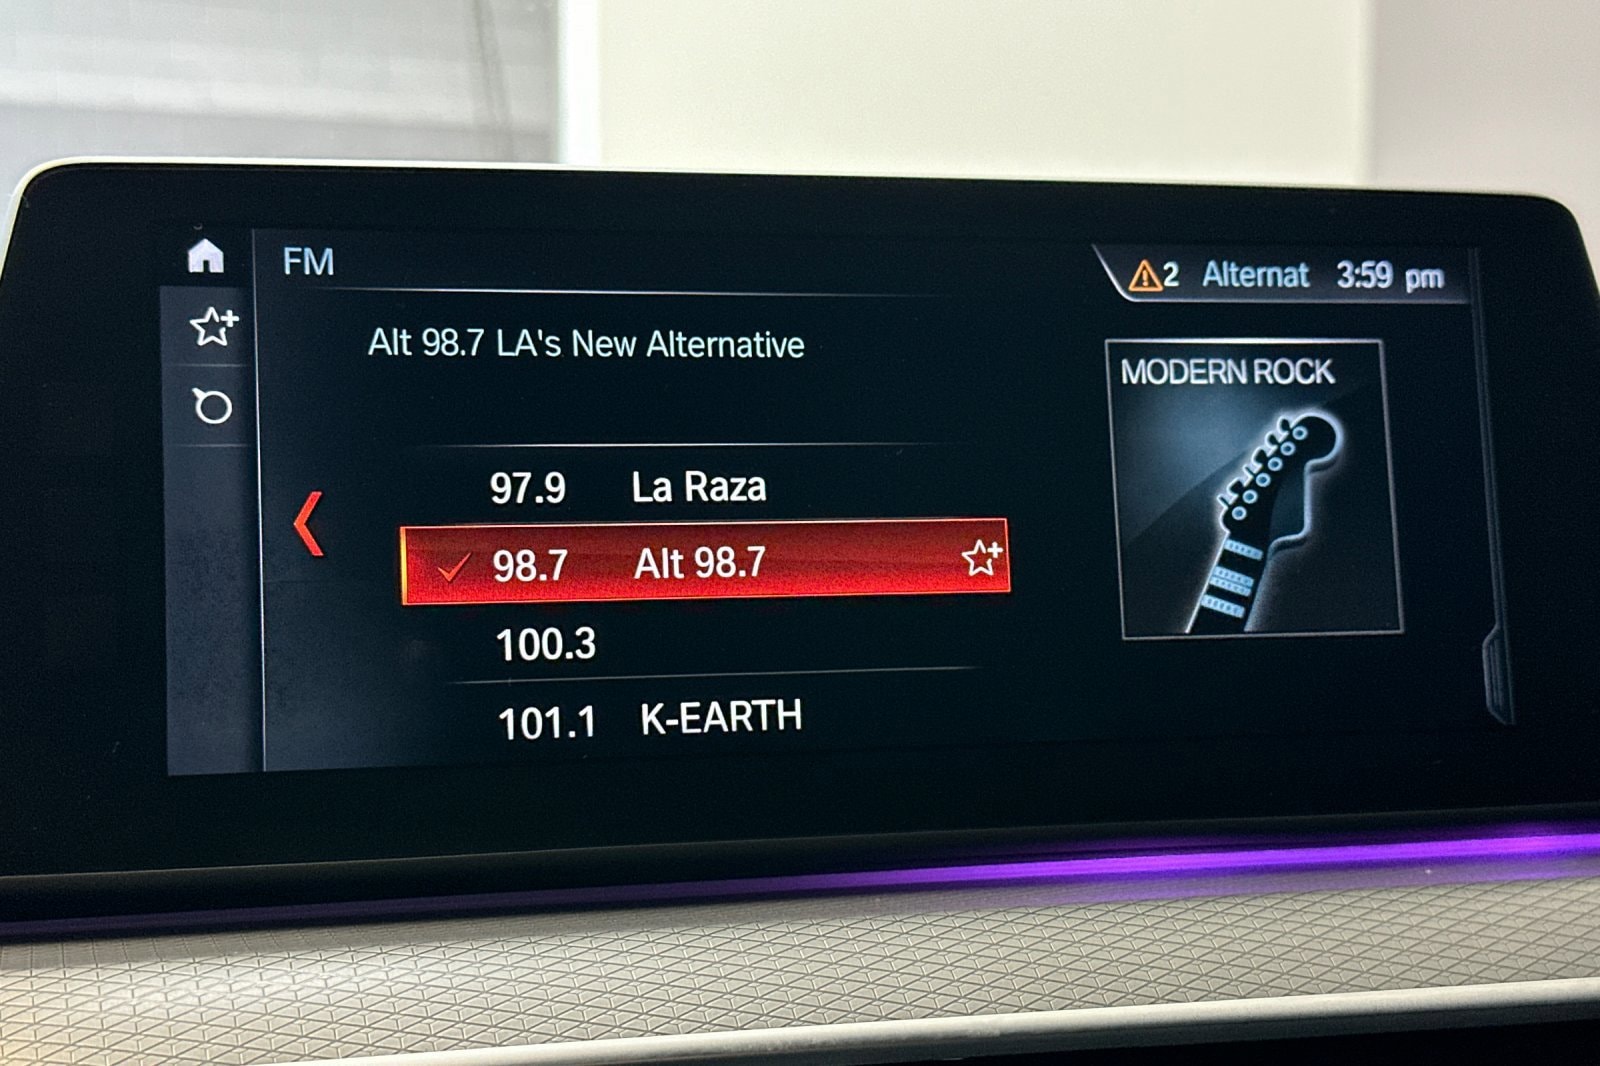 FM
2 Alternat 3:59 pm
Alt 98.7 LA's New Alternative
MODERN ROCK
97.9 La Raza
98.7 Alt 98.7
100.3
101.1 K-EARTH